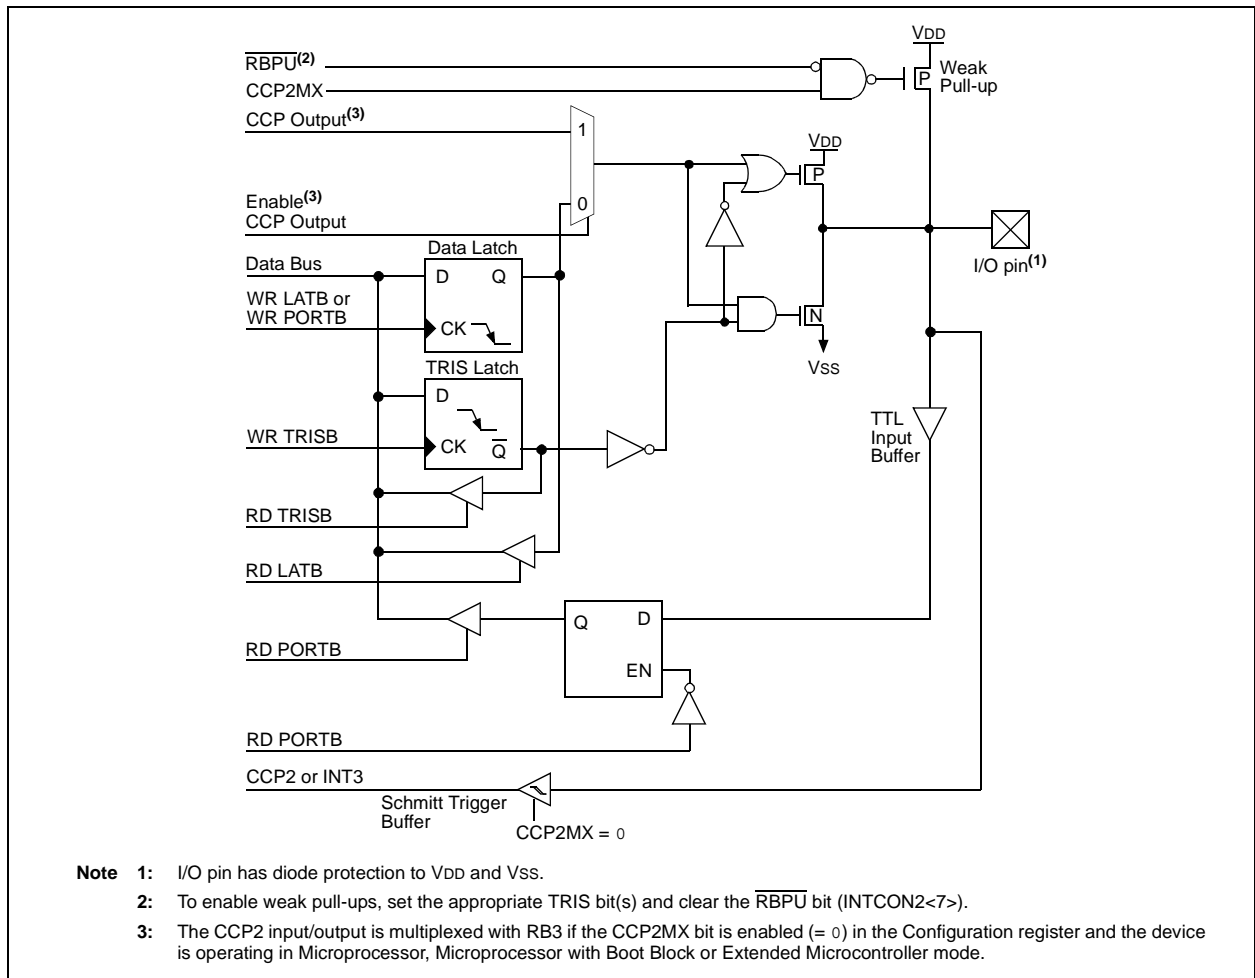 VDD
RBPU(2)
Weak
Pull-up
P
CCP2MX
CCP Output(3)
1
VDD
P
Enable(3)
CCP Output
0
I/O pin(1)
Data Latch
Data Bus
D Q
WR LATB or
WR PORTB
CK
N
VSS
TRIS Latch
D
TTL
Input
Buffer
WR TRISB
CK Q
RD TRISB
RD LATB
Q D
RD PORTB
EN
RD PORTB
CCP2 or INT3
Schmitt Trigger
Buffer
CCP2MX = 0
Note 1: I/O pin has diode protection to VDD and VSS.
2: To enable weak pull-ups, set the appropriate TRIS bit(s) and clear the RBPU bit (INTCON2<7>).
3: The CCP2 input/output is multiplexed with RB3 if the CCP2MX bit is enabled (= 0) in the Configuration register and the device
is operating in Microprocessor, Microprocessor with Boot Block or Extended Microcontroller mode.